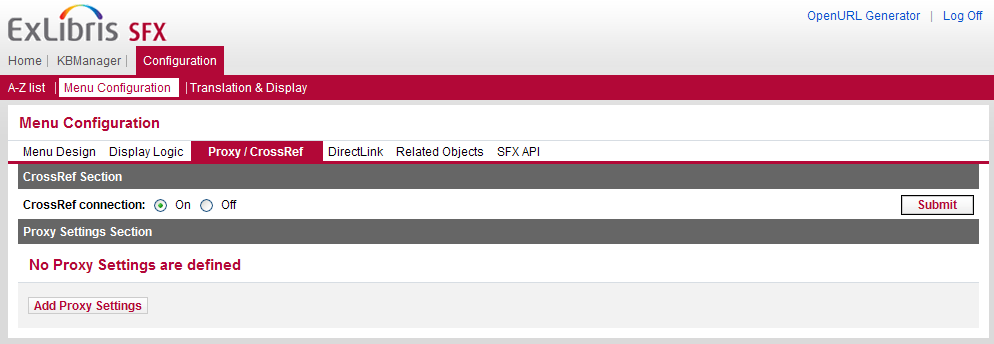 ExLibris SFX
OpenURL Generator | Log Off
Home | KBManager | Configuration
A-Z list | Menu Configuration | Translation & Display
Menu Configuration
Menu Design Display Logic Proxy / CrossRef DirectLink Related Objects SFX API
CrossRef Section
CrossRef connection: On Off Submit
Proxy Settings Section
No Proxy Settings are defined
Add Proxy Settings